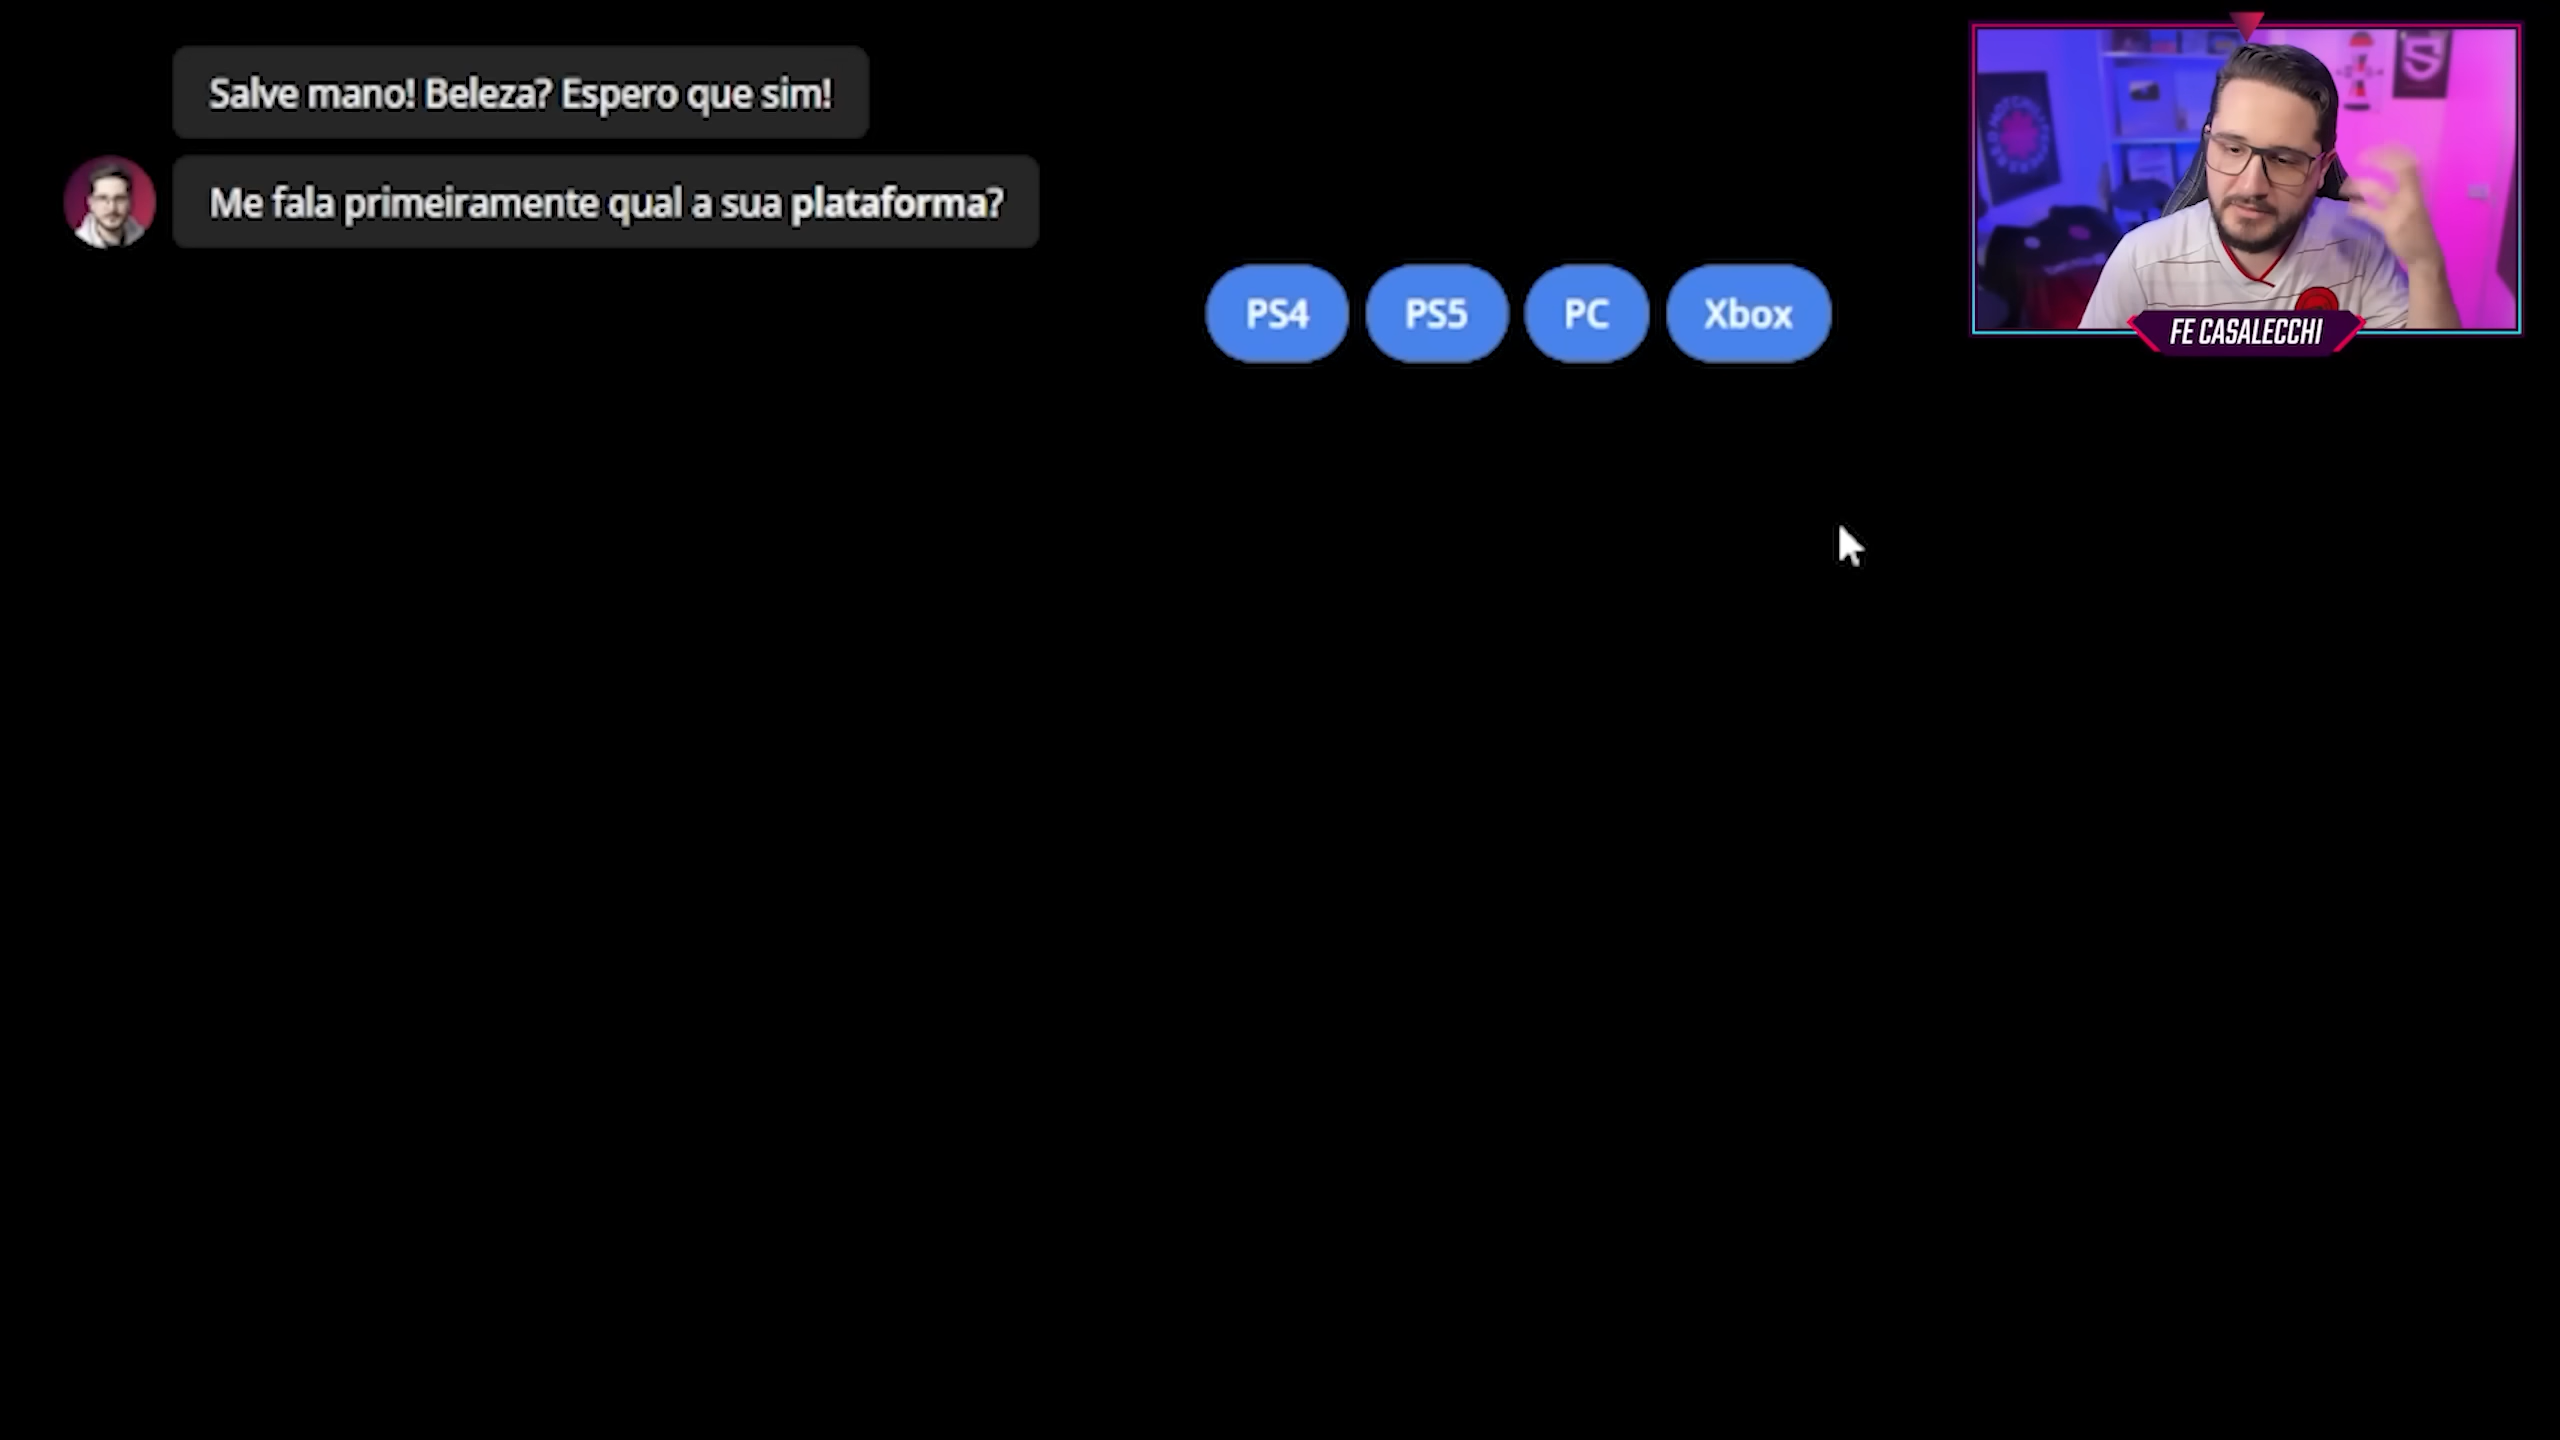 Salve mano! Beleza? Espero que sim!
Me fala primeiramente qual a sua plataforma?
PS4 PS5 PC Xbox
FE CASALECCHI